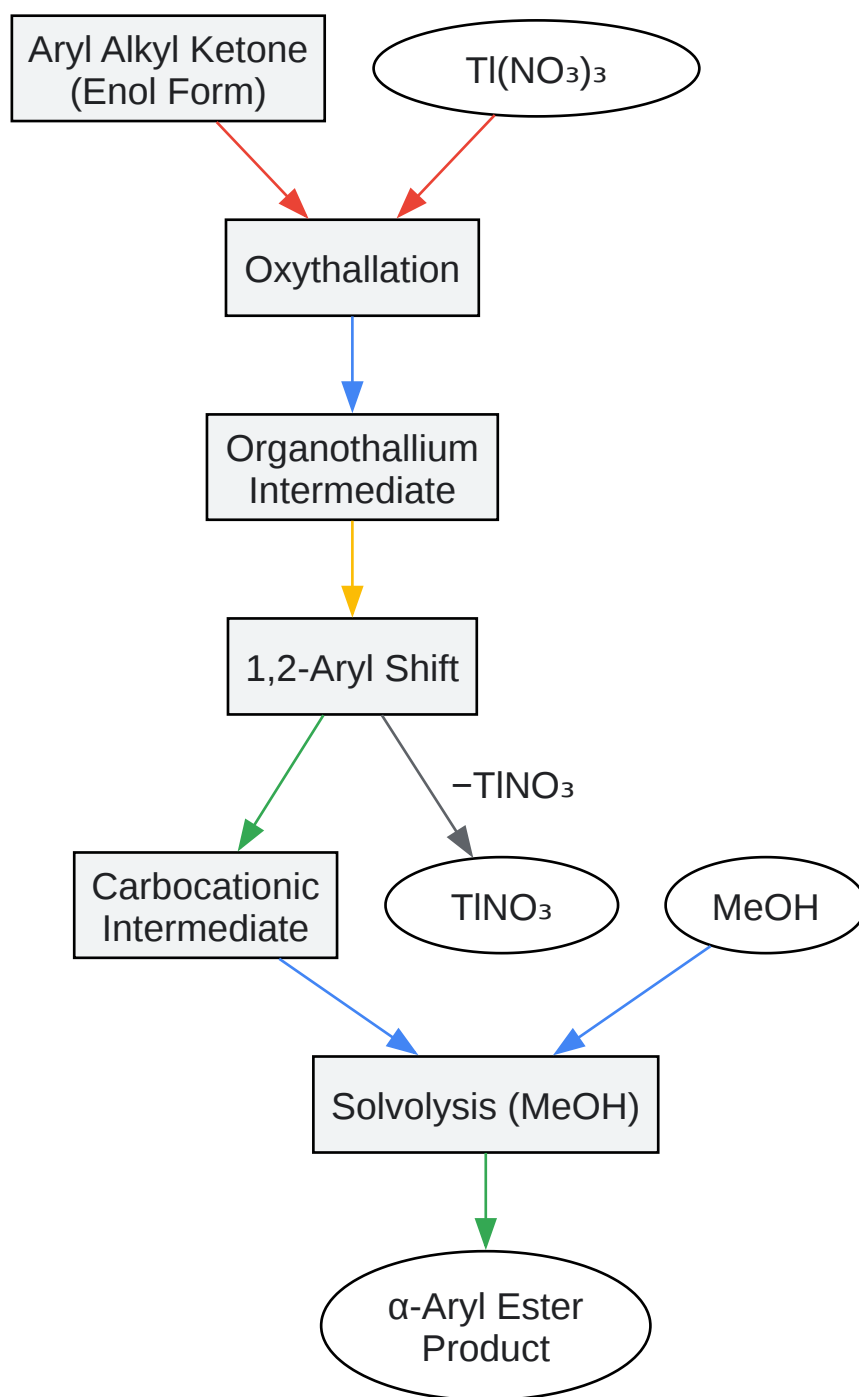 Aryl Alkyl Ketone
(Enol Form)
Tl(NO₃)₃
Oxythallation
Organothallium
Intermediate
1,2-Aryl Shift
−TlNO₃
Carbocationic
Intermediate
TlNO₃
MeOH
Solvolysis (MeOH)
α-Aryl Ester
Product